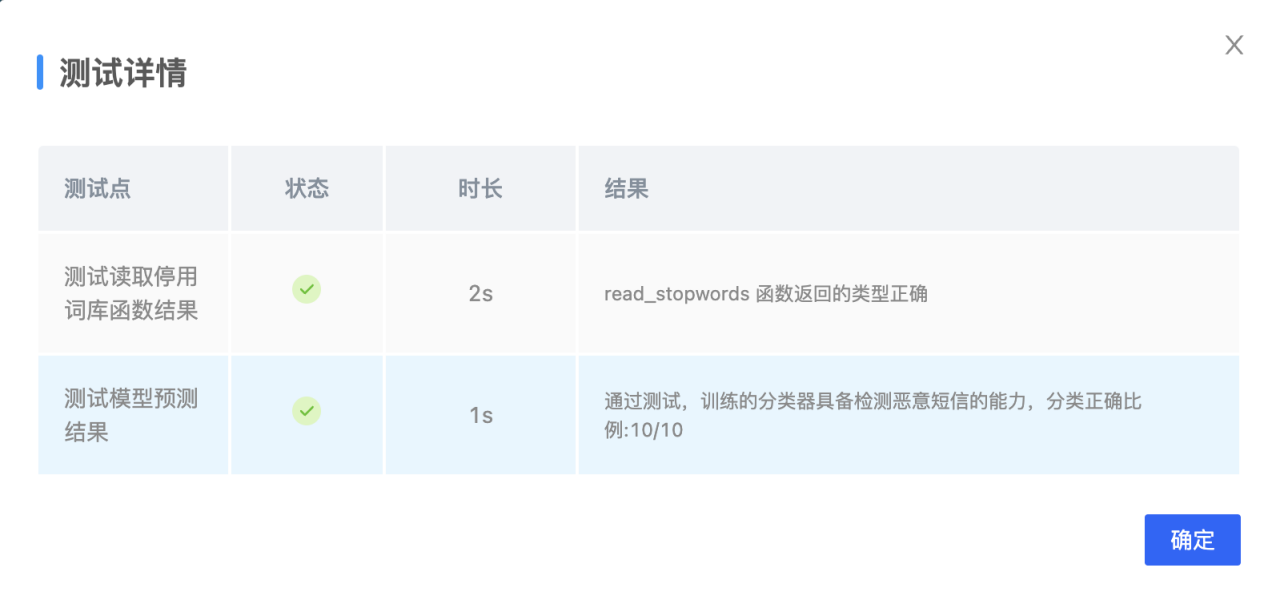 测试详情
测试点 状态 时长 结果
测试读取停用
词库函数结果
2s
read_stopwords 函数返回的类型正确
测试模型预测
结果
1s
通过测试，训练的分类器具备检测恶意短信的能力，分类正确比
例:10/10
确定